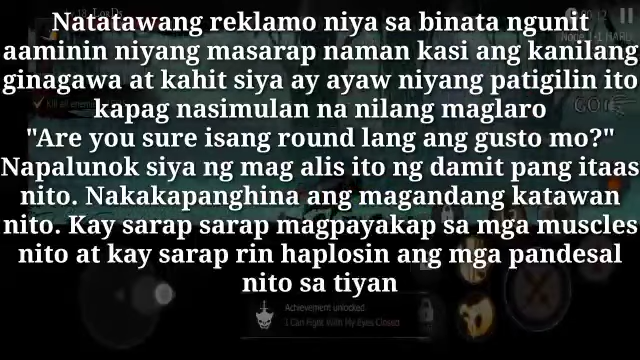 Natatawang reklamo niya sa binata ngunit
aaminin niyang masarap naman kasi ang kanilang
ginagawa at kahit siya ay ayaw niyang patigilin ito
kapag nasimulan na nilang maglaro
"Are you sure isang round lang ang gusto mo?"
Napalunok siya ng mag alis ito ng damit pang itaas
nito. Nakakapanghina ang magandang katawan
nito. Kay sarap sarap magpayakap sa mga muscles
nito at kay sarap rin haplosin ang mga pandesal
nito sa tiyan
Achievement unlocked
I Can Fight With My Eyes Closed